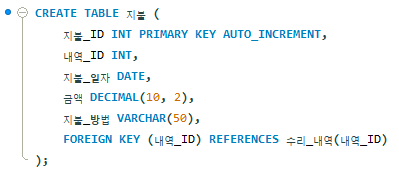 CREATE TABLE 지불 (
지불_ID INT PRIMARY KEY AUTO_INCREMENT,
내역_ID INT,
지불_일자 DATE,
금액 DECIMAL(10, 2),
지불_방법 VARCHAR(50),
FOREIGN KEY (내역_ID) REFERENCES 수리_내역(내역_ID)
);